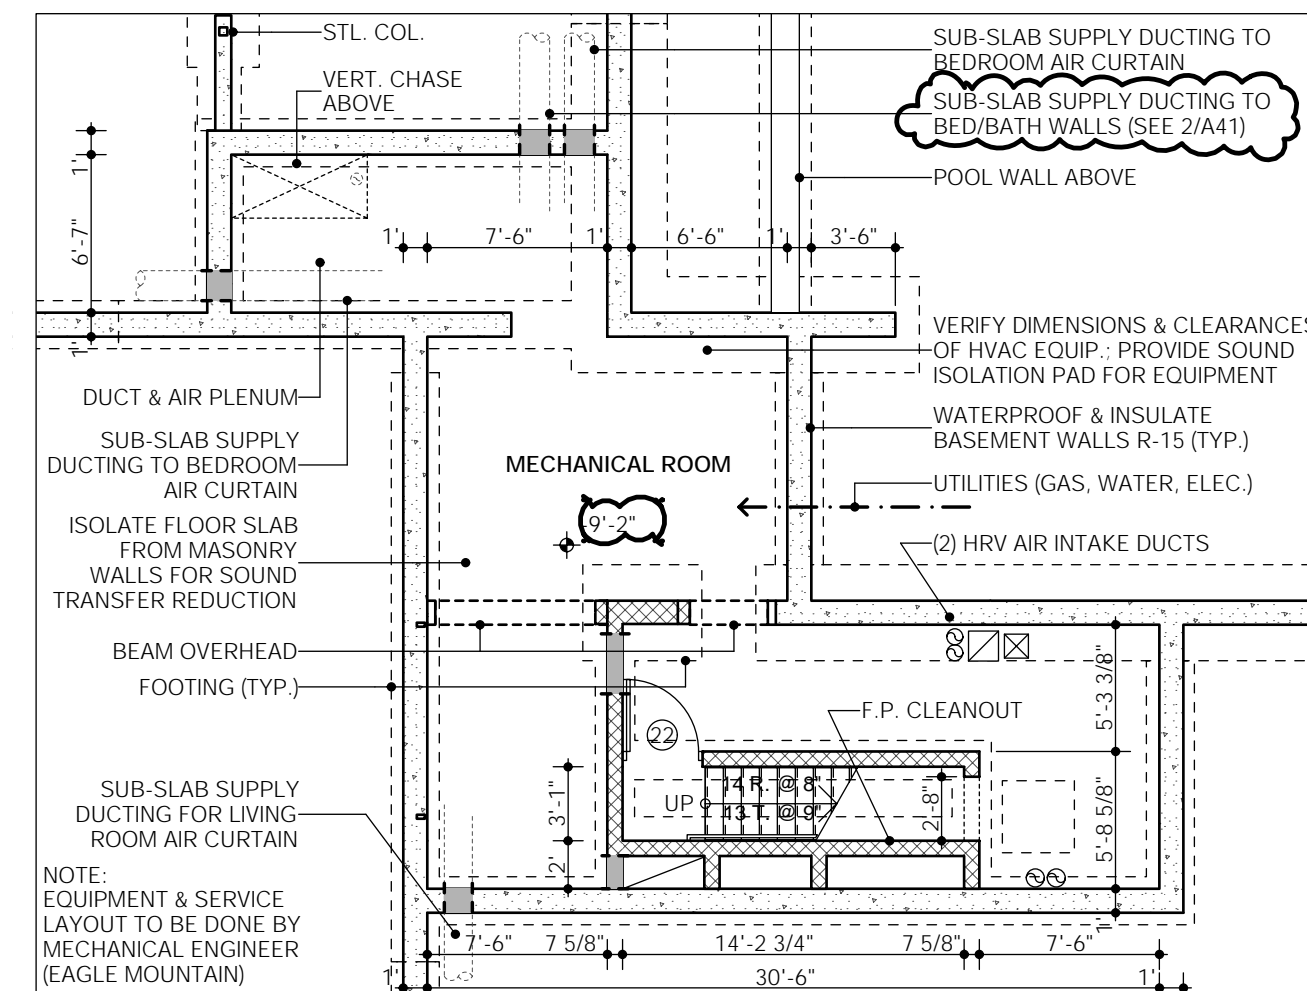 STL. COL.
VERT. CHASE
ABOVE
SUB-SLAB SUPPLY DUCTING TO
BEDROOM AIR CURTAIN
SUB-SLAB SUPPLY DUCTING TO
BED/BATH WALLS (SEE 2/A41)
POOL WALL ABOVE
1'
6'-7"
1'
1'
7'-6"
1'
6'-6"
1'
3'-6"
VERIFY DIMENSIONS & CLEARANCES
OF HVAC EQUIP.; PROVIDE SOUND
ISOLATION PAD FOR EQUIPMENT
DUCT & AIR PLENUM
WATERPROOF & INSULATE
BASEMENT WALLS R-15 (TYP.)
SUB-SLAB SUPPLY
DUCTING TO BEDROOM
AIR CURTAIN
MECHANICAL ROOM
UTILITIES (GAS, WATER, ELEC.)
-9'-2"
ISOLATE FLOOR SLAB
FROM MASONRY
WALLS FOR SOUND
TRANSFER REDUCTION
(2) HRV AIR INTAKE DUCTS
BEAM OVERHEAD
FOOTING (TYP.)
5'-3 3/8"
F.P. CLEANOUT
22
SUB-SLAB SUPPLY
DUCTING FOR LIVING
ROOM AIR CURTAIN
3'-1"
2'
UP
14 R. @ 8"
13 T. @ 9"
2'-8"
5'-8 5/8"
1'
NOTE:
EQUIPMENT & SERVICE
LAYOUT TO BE DONE BY
MECHANICAL ENGINEER
(EAGLE MOUNTAIN)
7'-6"
7 5/8"
14'-2 3/4"
7 5/8"
7'-6"
1'
30'-6"
1'